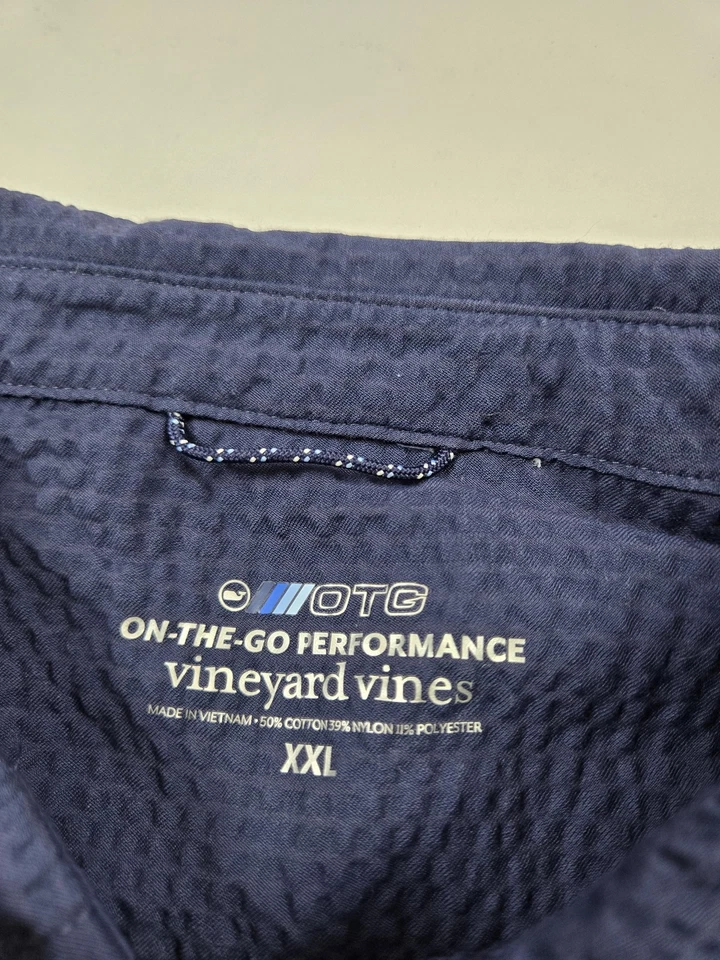 OTG
ON-THE-GO PERFORMANCE
vineyard vines
MADE IN VIETNAM • 50% COTTON 39% NYLON 11% POLYESTER
XXL